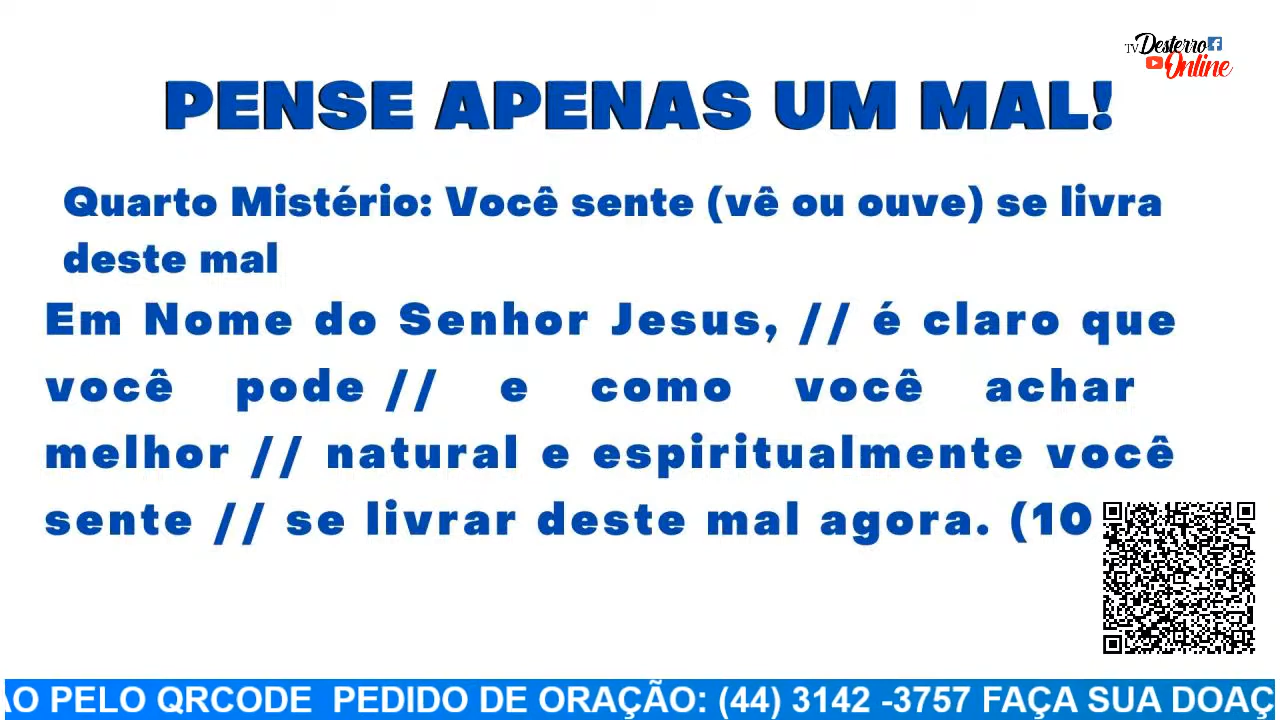 TV Desterro
Online
PENSE APENAS UM MAL!
Quarto Mistério: Você sente (vê ou ouve) se livra
deste mal
Em Nome do Senhor Jesus, // é claro que
você pode // e como você achar
melhor // natural e espiritualmente você
sente // se livrar deste mal agora. (10
ÃO PELO QRCODE PEDIDO DE ORAÇÃO: (44) 3142 -3757 FAÇA SUA DOAÇ